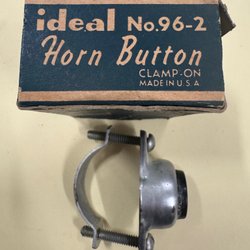 ideal No.96-2
Horn Button
CLAMP-ON
MADE IN U.S.A